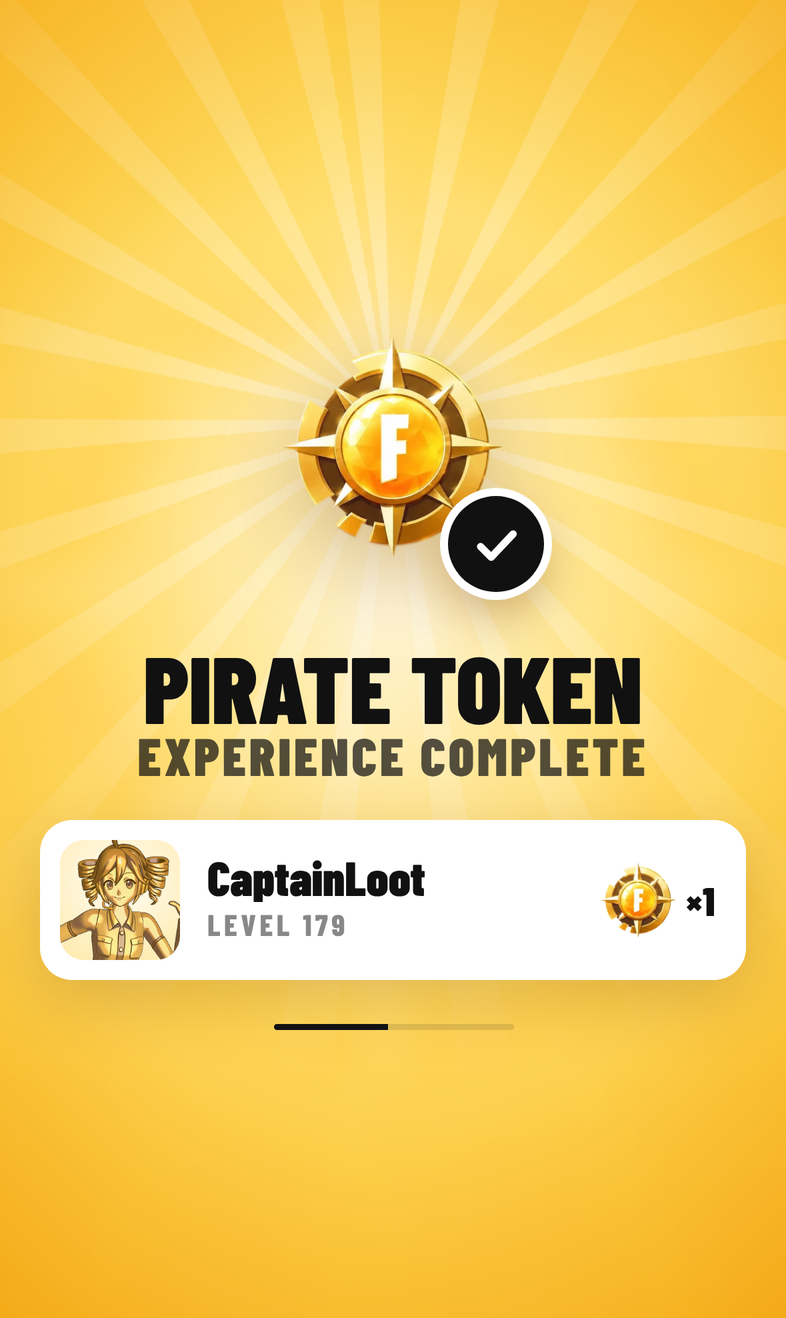 F
PIRATE TOKEN
EXPERIENCE COMPLETE
CaptainLoot
LEVEL 179
F
×1